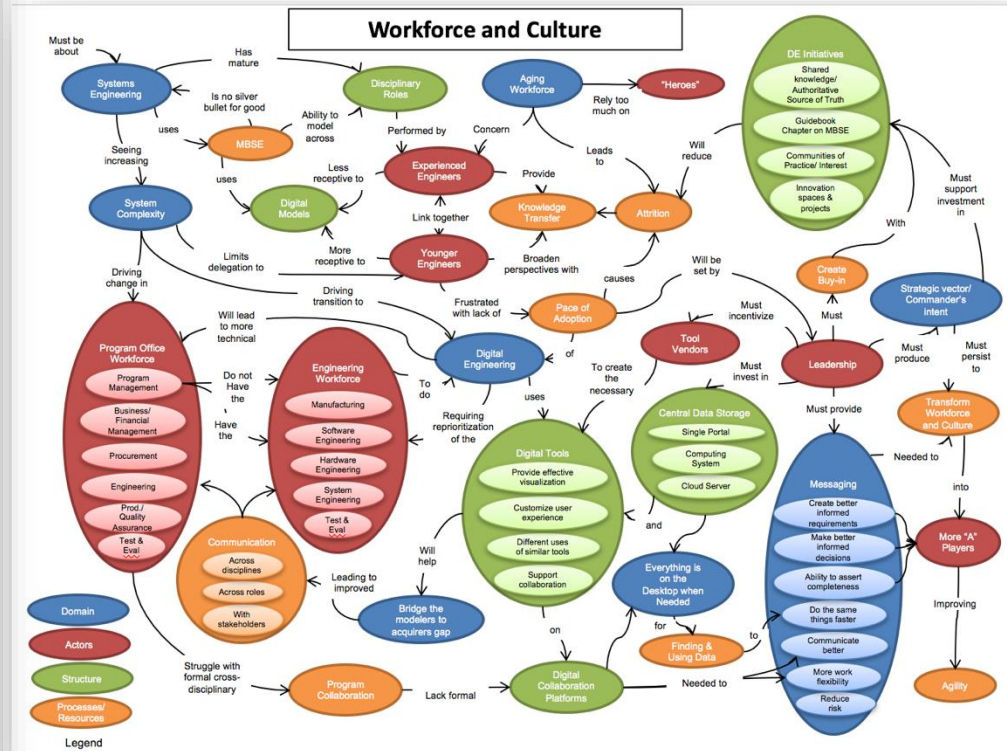 Workforce and Culture
Must be
about
Systems
Engineering
Has
mature
Disciplinary
Roles
Aging
Workforce
"Heroes"
Rely too
much on
DE Initiatives
Shared
knowledge/
Authoritative
Source of Truth
Guidebook
Chapter on MBSE
Communities of
Practice/ Interest
Innovation
spaces &
projects
Is no silver
bullet for good
uses
MBSE
Ability to
model
across
Performed by
Concern
Leads
to
Will
reduce
Must
support
investment
in
Seeing
increasing
uses
Less
receptive to
Experienced
Engineers
Provide
System
Complexity
Digital
Models
Link together
Knowledge
Transfer
Attrition
With
Limits
delegation to
More
receptive to
Younger
Engineers
Broaden
perspectives with
Will be
set by
Create
Buy-in
Strategic vector/
Commander's
intent
Driving
change in
Driving
transition to
Frustrated
with lack of
causes
Pace of
Adoption
Must
incentivize
Must
Must
produce
Must
persist
to
Program Office
Workforce
Program
Management
Business/
Financial
Management
Procurement
Engineering
Prod./
Quality
Assurance
Test &
Eval
Will lead
to more
technical
Do not
Have
the
Have
the
Engineering
Workforce
Manufacturing
Software
Engineering
Hardware
Engineering
System
Engineering
Test &
Eval
To
do
Digital
Engineering
of
Requiring
reprioritization
of the
uses
To create
the
necessary
Tool
Vendors
Must
invest in
Leadership
Must provide
Transform
Workforce
and Culture
Central Data Storage
Single Portal
Computing
System
Cloud Server
Digital Tools
Provide effective
visualization
Customize user
experience
Different uses
of similar tools
Support
collaboration
and
Needed to
into
Messaging
Create better
informed
requirements
Make better
informed
decisions
Ability to assert
completeness
Do the same
things faster
Communicate
better
More work
flexibility
Reduce
risk
More "A"
Players
Improving
Agility
Communication
Across
disciplines
Across roles
With
stakeholders
Leading to
improved
Will
help
Bridge the
modelers to
acquirers gap
Everything is
on the
Desktop when
Needed
for
Finding &
Using Data
to
on
Digital
Collaboration
Platforms
Needed to
Struggle with
formal cross-
disciplinary
Program
Collaboration
Lack formal
Domain
Actors
Structure
Processes/
Resources
Legend